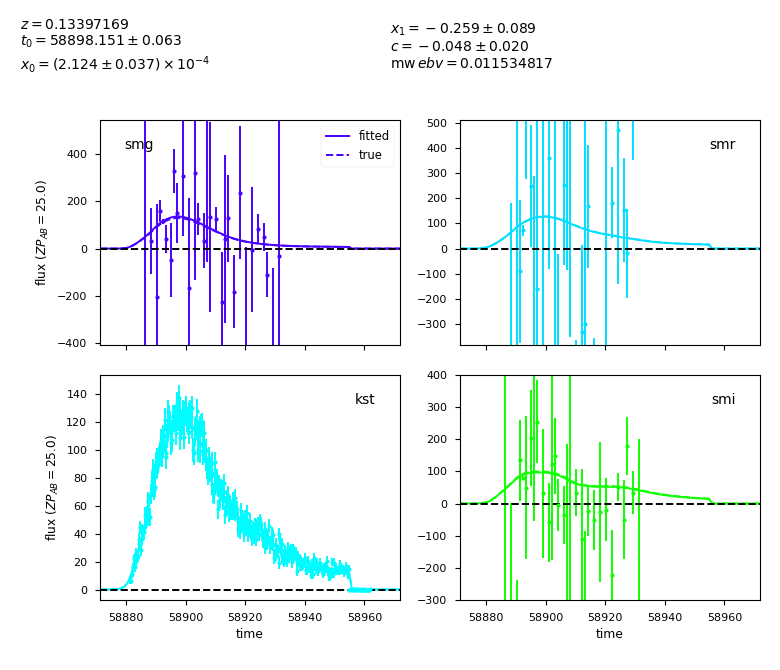 z = 0.13397169
t₀ = 58898.151 ± 0.063
x₀ = (2.124 ± 0.037) × 10⁻⁴
x₁ = −0.259 ± 0.089
c = −0.048 ± 0.020
mw ebv = 0.011534817
smg
fitted
true
400
200
0
−200
−400
flux (ZP_AB = 25.0)
smr
500
400
300
200
100
0
−100
−200
−300
kst
140
120
100
80
60
40
20
0
flux (ZP_AB = 25.0)
58880 58900 58920 58940 58960
time
smi
400
300
200
100
0
−100
−200
−300
58880 58900 58920 58940 58960
time